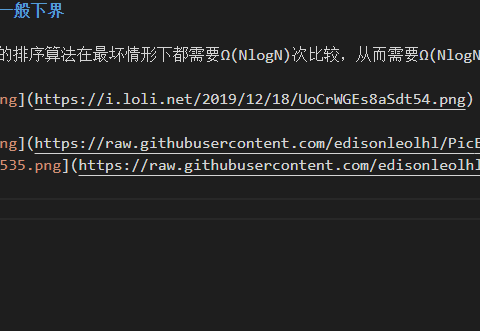 一般下界
的排序算法在最坏情形下都需要Ω(NlogN)次比较，从而需要Ω(NlogN
ng](https://i.loli.net/2019/12/18/UoCrWGEs8aSdt54.png)
ng](https://raw.githubusercontent.com/edisonleolhl/PicB
535.png](https://raw.githubusercontent.com/edisonleolhl